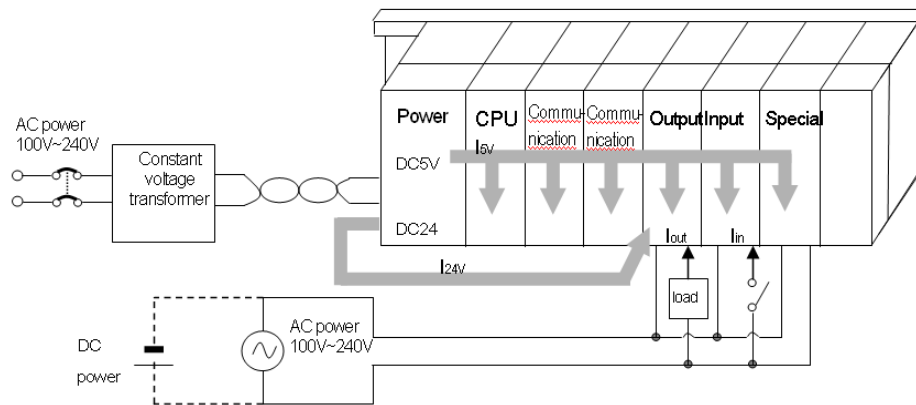 AC power
100V~240V
Constant
voltage
transformer
Power
DC5V
DC24
CPU
I5V
Commu-
nication
Commu-
nication
Output
Iout
Input
Iin
Special
I24V
load
AC power
100V~240V
DC
power